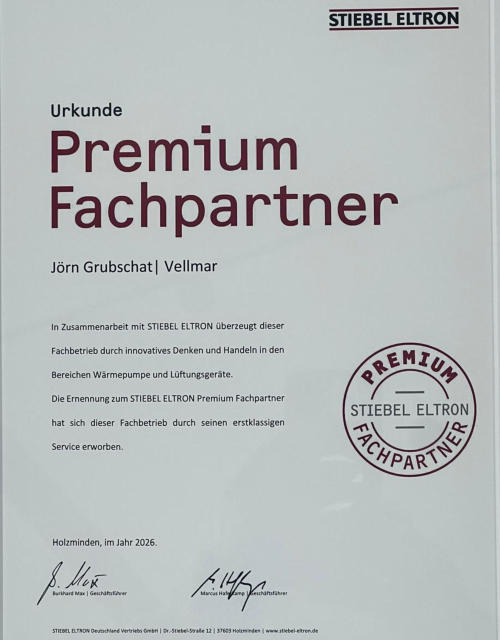 STIEBEL ELTRON
Urkunde
Premium
Fachpartner
Jörn Grubschat| Vellmar
In Zusammenarbeit mit STIEBEL ELTRON überzeugt dieser
Fachbetrieb durch innovatives Denken und Handeln in den
Bereichen Wärmepumpe und Lüftungsgeräte.
Die Ernennung zum STIEBEL ELTRON Premium Fachpartner
hat sich dieser Fachbetrieb durch seinen erstklassigen
Service erworben.
PREMIUM
STIEBEL ELTRON
FACHPARTNER
Holzminden, im Jahr 2026.
Burkhard Max | Geschäftsführer
Marcus | Geschäftsführer
STIEBEL ELTRON Deutschland Vertriebs GmbH | Dr.-Stiebel-Straße 12 | 37603 Holzminden | www.stiebel-eltron.de